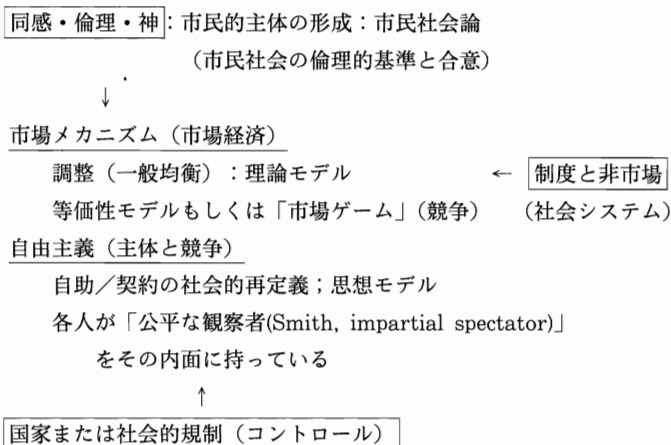 同感・倫理・神：市民的主体の形成：市民社会論
（市民社会の倫理的基準と合意）
↓
市場メカニズム（市場経済）
調整（一般均衡）：理論モデル ← 制度と非市場
等価性モデルもしくは「市場ゲーム」（競争） （社会システム）
自由主義（主体と競争）
自助／契約の社会的再定義；思想モデル
各人が「公平な観察者(Smith, impartial spectator)」
をその内面に持っている
↑
国家または社会的規制（コントロール）